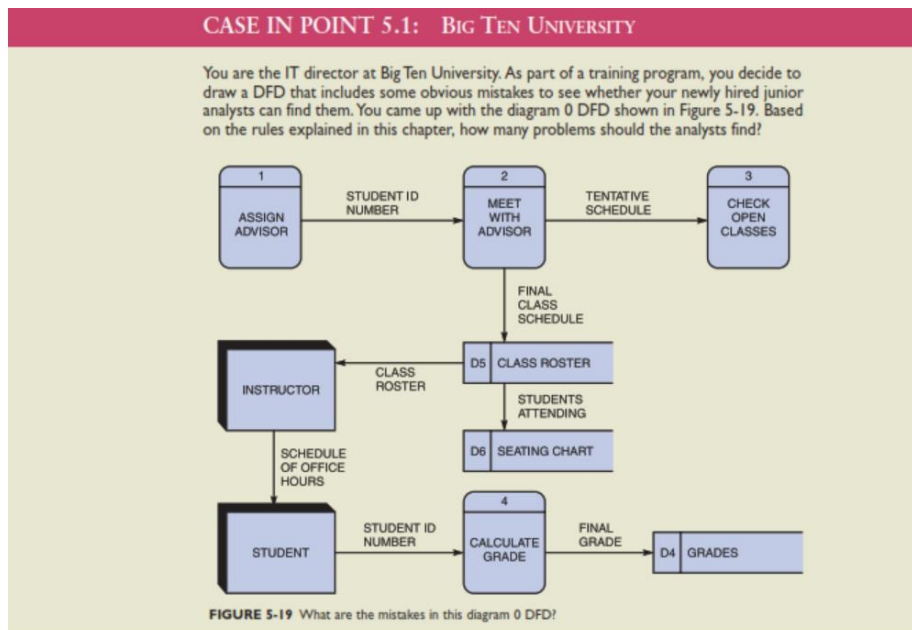 CASE IN POINT 5.1: BIG TEN UNIVERSITY
You are the IT director at Big Ten University. As part of a training program, you decide to
draw a DFD that includes some obvious mistakes to see whether your newly hired junior
analysts can find them. You came up with the diagram 0 DFD shown in Figure 5-19. Based
on the rules explained in this chapter, how many problems should the analysts find?
1
ASSIGN
ADVISOR
STUDENT ID
NUMBER
2
MEET
WITH
ADVISOR
TENTATIVE
SCHEDULE
3
CHECK
OPEN
CLASSES
FINAL
CLASS
SCHEDULE
INSTRUCTOR
CLASS
ROSTER
D5 CLASS ROSTER
STUDENTS
ATTENDING
D6 SEATING CHART
SCHEDULE
OF OFFICE
HOURS
STUDENT
STUDENT ID
NUMBER
4
CALCULATE
GRADE
FINAL
GRADE
D4 GRADES
FIGURE 5-19 What are the mistakes in this diagram 0 DFD?